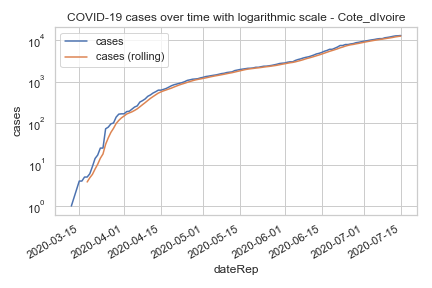 COVID-19 cases over time with logarithmic scale - Cote_dIvoire
cases
cases (rolling)
10⁴
10³
10²
10¹
10⁰
cases
2020-03-15
2020-04-01
2020-04-15
2020-05-01
2020-05-15
2020-06-01
2020-06-15
2020-07-01
2020-07-15
dateRep